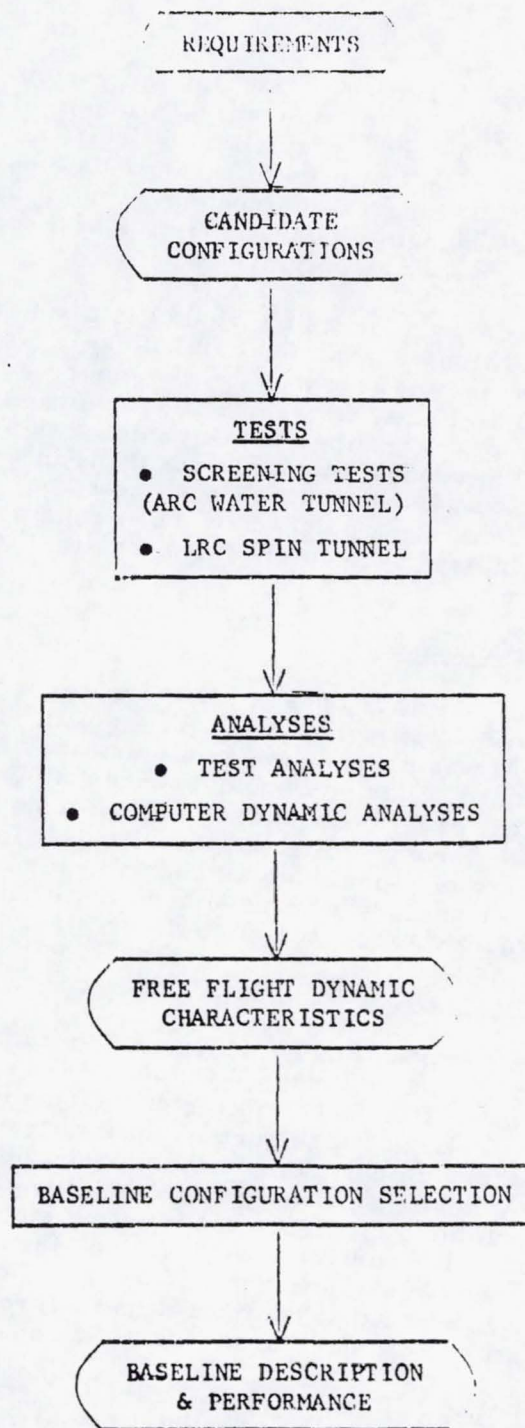 REQUIREMENTS
CANDIDATE
CONFIGURATIONS
TESTS
• SCREENING TESTS
(ARC WATER TUNNEL)
• LRC SPIN TUNNEL
ANALYSES
• TEST ANALYSES
• COMPUTER DYNAMIC ANALYSES
FREE FLIGHT DYNAMIC
CHARACTERISTICS
BASELINE CONFIGURATION SELECTION
BASELINE DESCRIPTION
& PERFORMANCE